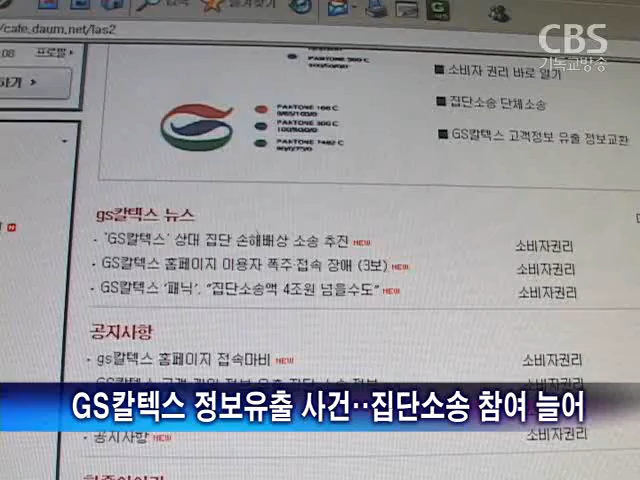 CBS
기독교방송
/cafe.daum.net/las2
:08 프로필
하기 >
소비자 권리 바로 알기
집단소송 단체소송
GS칼텍스 고객정보 유출 정보교환
PANTONE 300 C
PANTONE 166 C
PANTONE 300 C
PANTONE 7482 C
gs칼텍스 뉴스
· 'GS칼텍스' 상대 집단 손해배상 소송 추진 NEW 소비자권리
· GS칼텍스 홈페이지 이용자 폭주·접속 장애 (3보) NEW 소비자권리
· GS칼텍스 '패닉', "집단소송액 4조원 넘을수도" NEW 소비자권리
공지사항
· gs칼텍스 홈페이지 접속마비 NEW 소비자권리
GS칼텍스 정보유출 사건‥집단소송 참여 늘어
· 공지사항 NEW 소비자권리